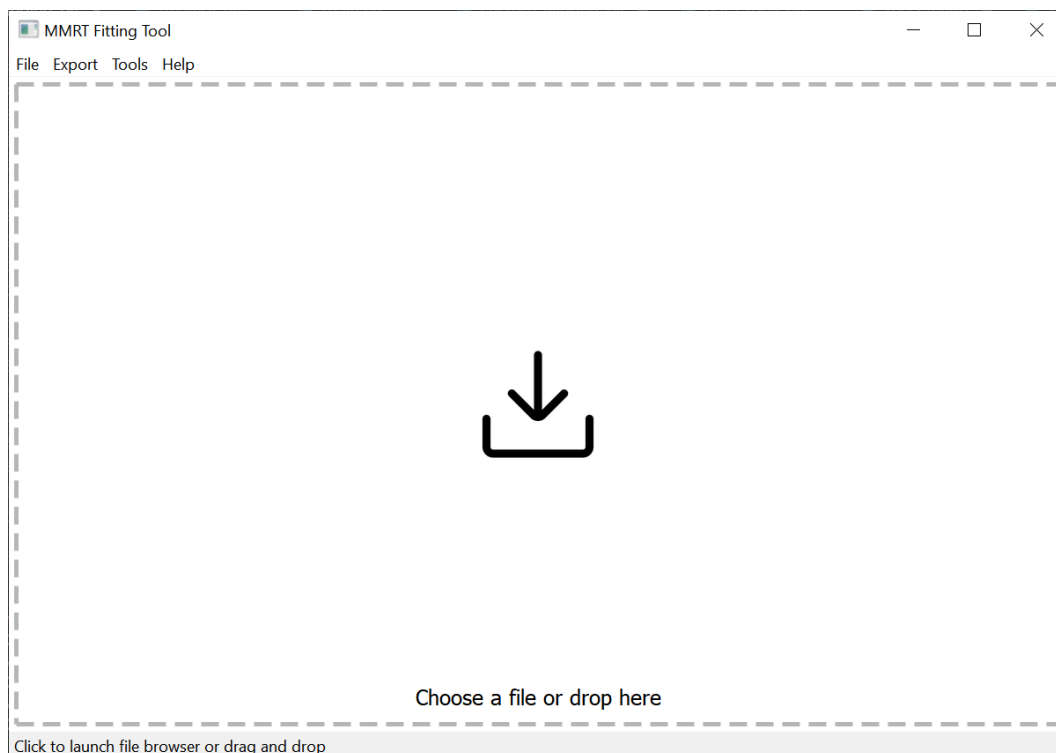 MMRT Fitting Tool
File Export Tools Help
Choose a file or drop here
Click to launch file browser or drag and drop